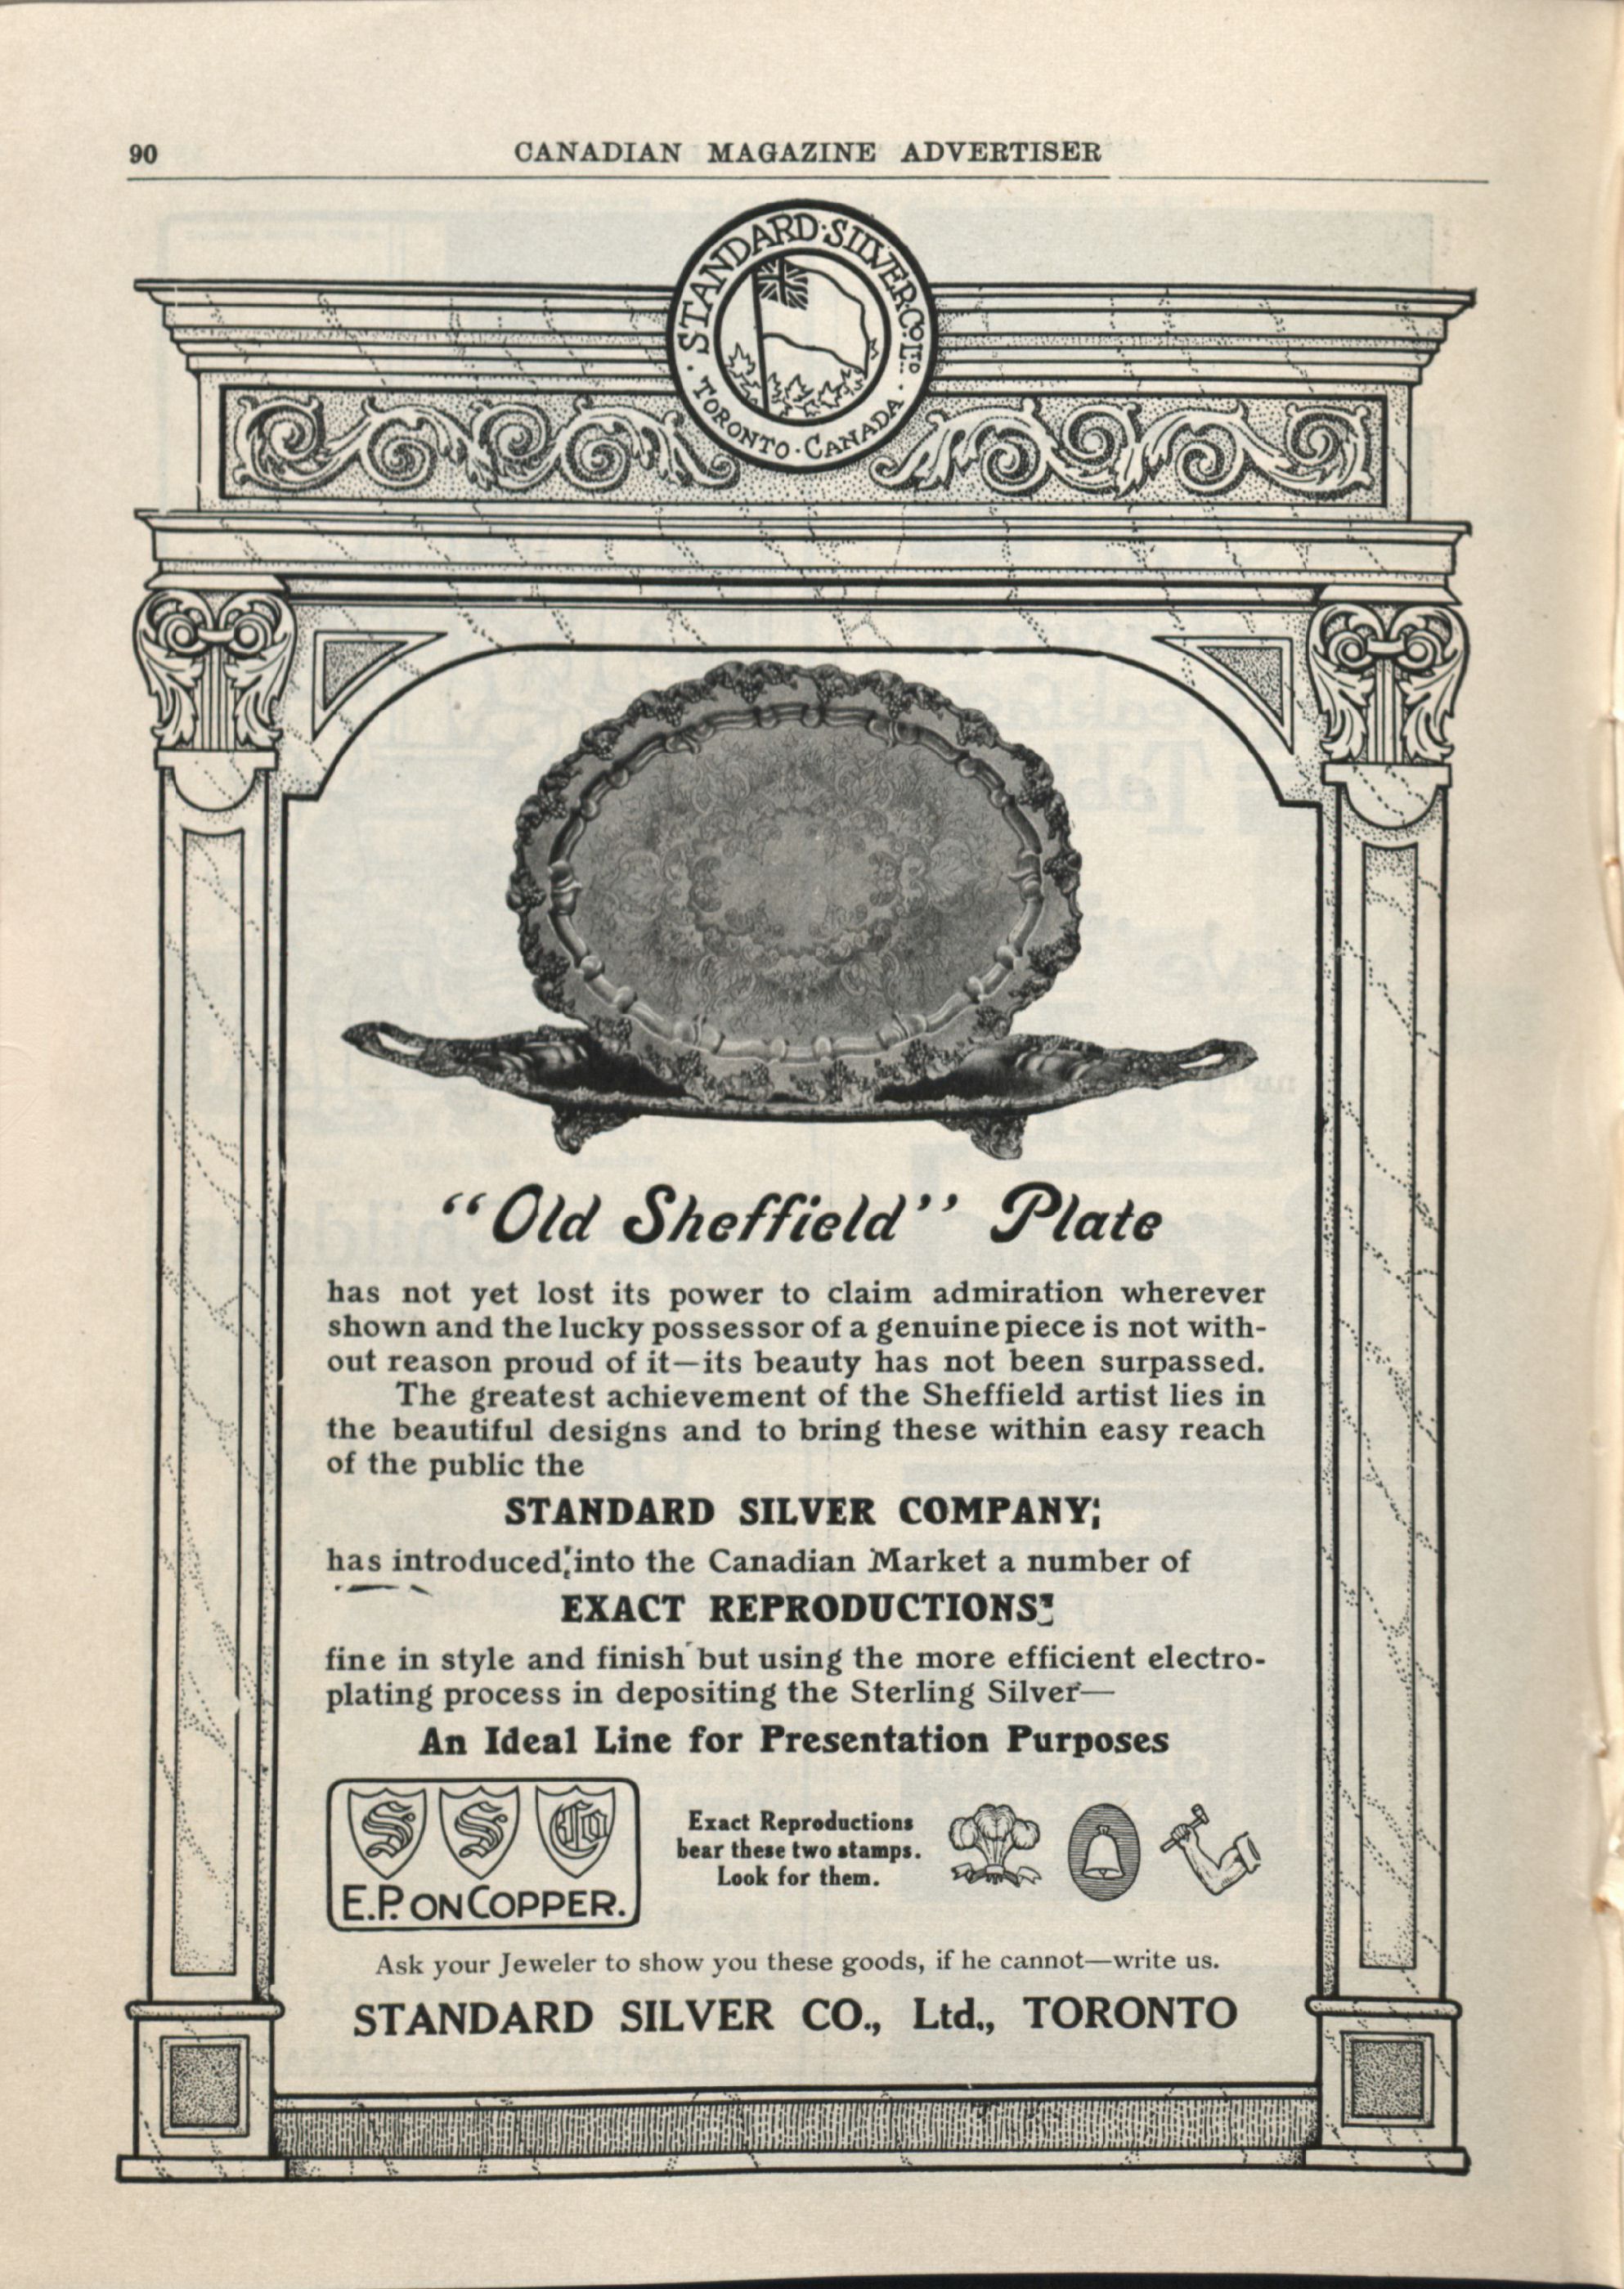 90
CANADIAN MAGAZINE ADVERTISER
STANDARD·SILVER·CO. LTD.
·TORONTO·CANADA·
“Old Sheffield” Plate
has not yet lost its power to claim admiration wherever
shown and the lucky possessor of a genuine piece is not with-
out reason proud of it—its beauty has not been surpassed.
The greatest achievement of the Sheffield artist lies in
the beautiful designs and to bring these within easy reach
of the public the
STANDARD SILVER COMPANY;
has introduced into the Canadian Market a number of
EXACT REPRODUCTIONS
fine in style and finish but using the more efficient electro-
plating process in depositing the Sterling Silver—
An Ideal Line for Presentation Purposes
S S Co
E.P. ON COPPER.
Exact Reproductions
bear these two stamps.
Look for them.
Ask your Jeweler to show you these goods, if he cannot—write us.
STANDARD SILVER CO., Ltd., TORONTO